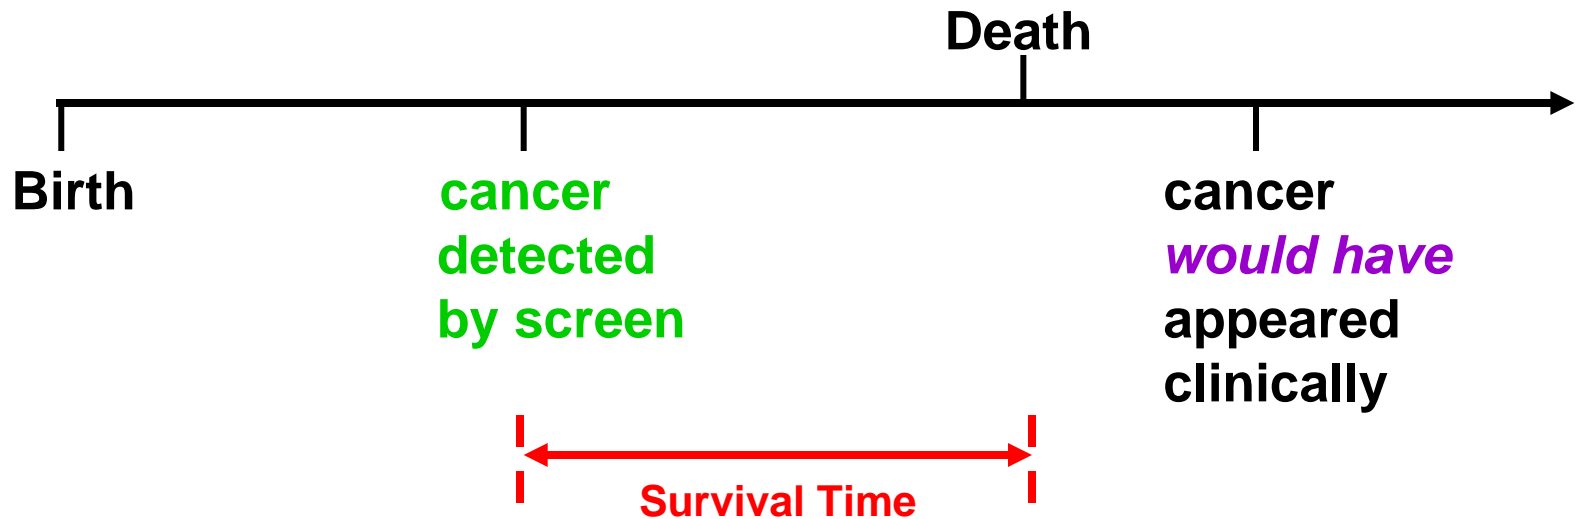 Death
Birth
cancer
detected
by screen
cancer
would have
appeared
clinically
Survival Time